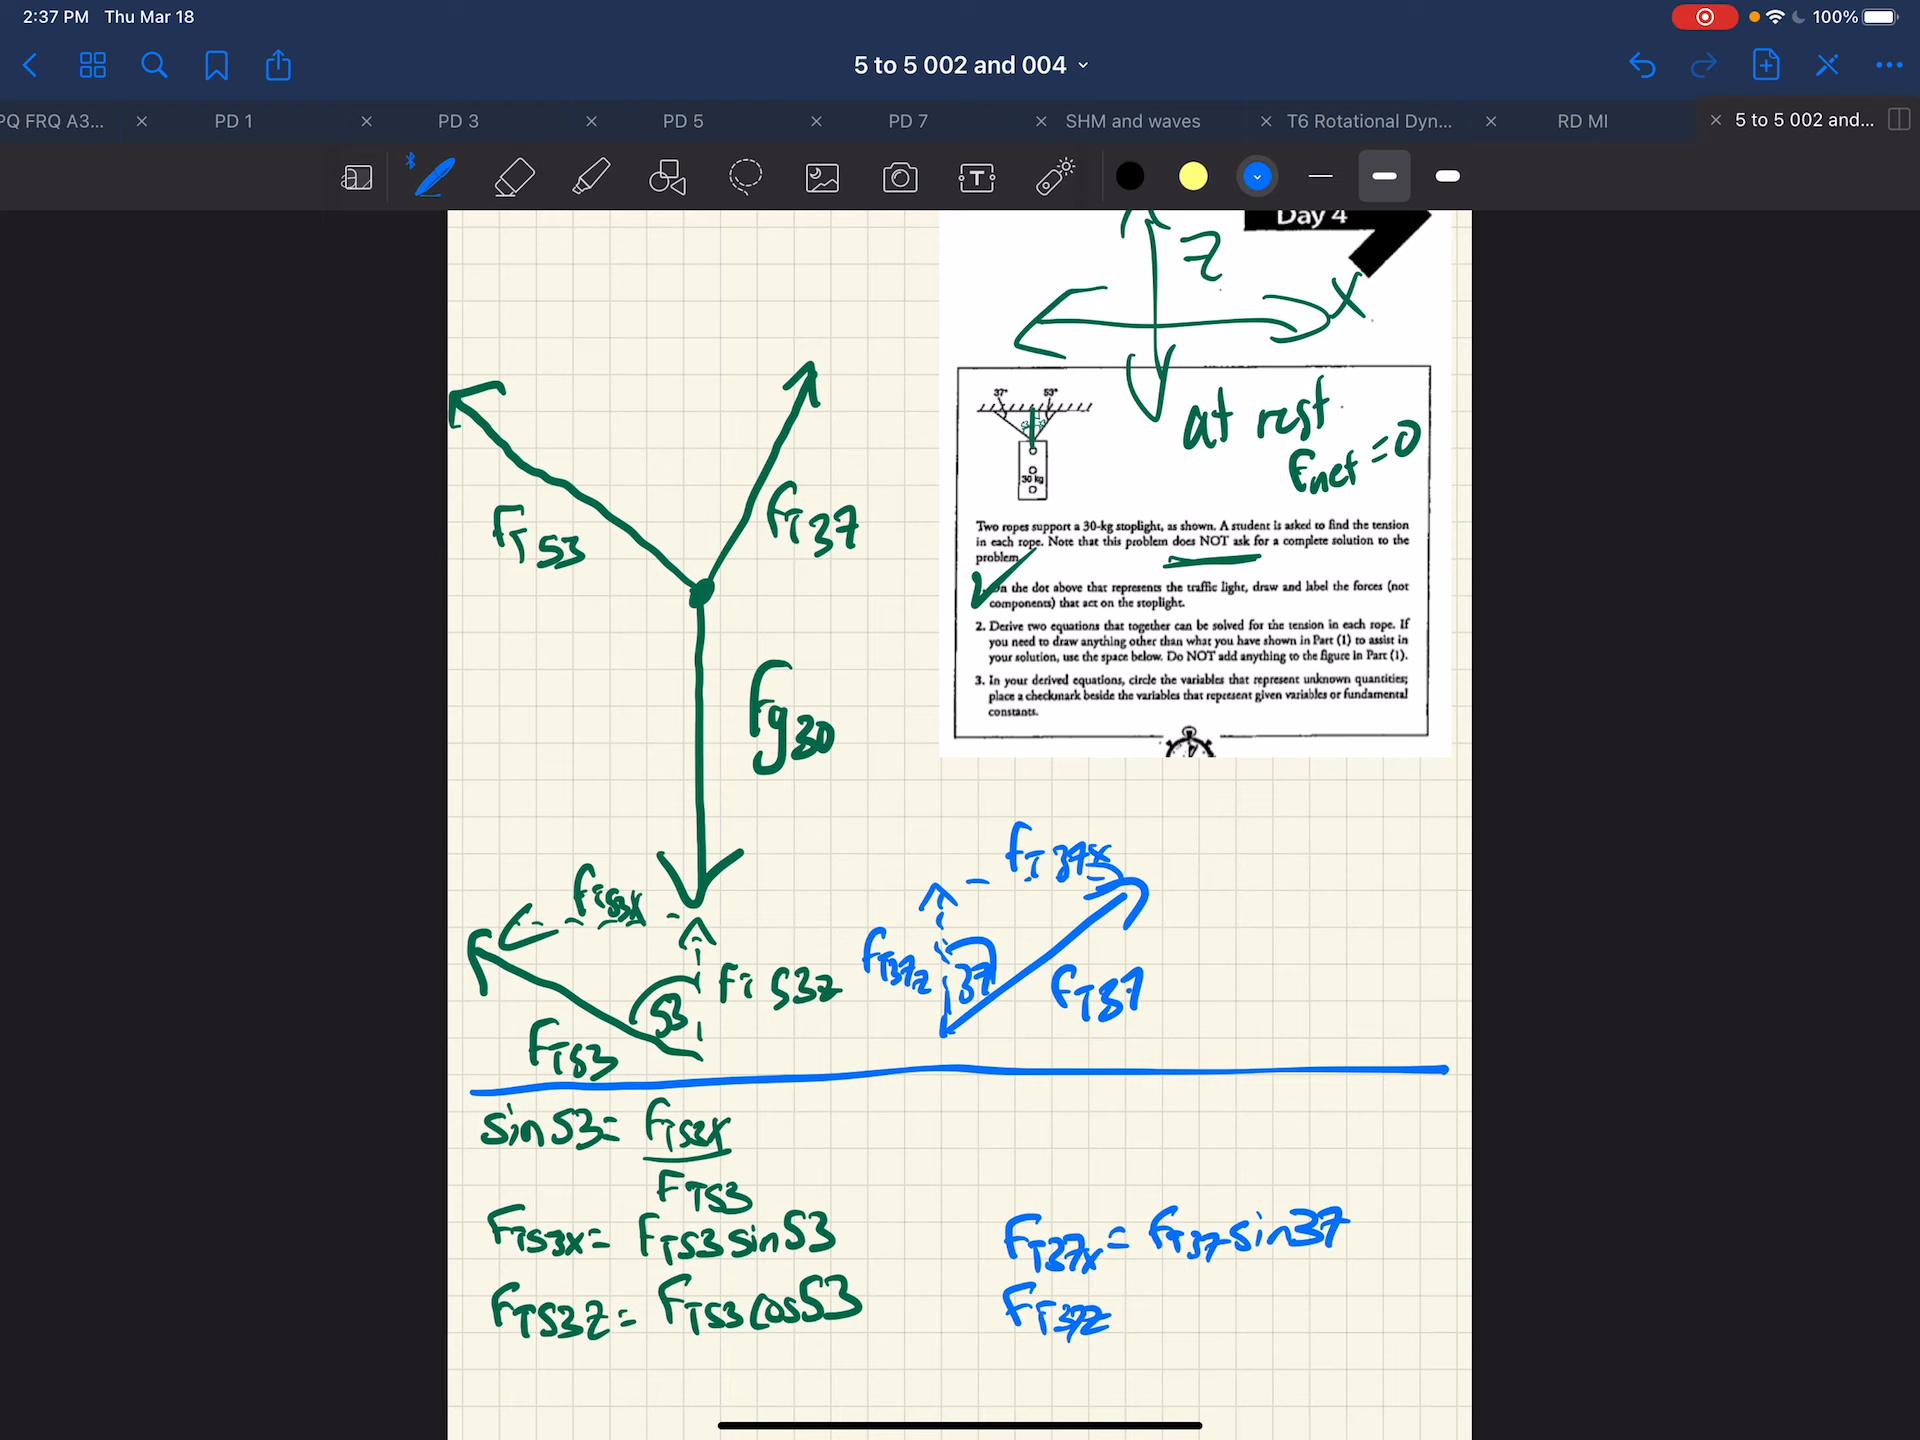 2:37 PM Thu Mar 18
100%
5 to 5 002 and 004
PQ FRQ A3...
PD 1
PD 3
PD 5
PD 7
SHM and waves
T6 Rotational Dyn...
RD MI
5 to 5 002 and...
Day 4
Z
X
37° 53°
30 kg
at rest
Fnet = 0
Two ropes support a 30-kg stoplight, as shown. A student is asked to find the tension
in each rope. Note that this problem does NOT ask for a complete solution to the
problem.
On the dot above that represents the traffic light, draw and label the forces (not
components) that act on the stoplight.
2. Derive two equations that together can be solved for the tension in each rope. If
you need to draw anything other than what you have shown in Part (1) to assist in
your solution, use the space below. Do NOT add anything to the figure in Part (1).
3. In your derived equations, circle the variables that represent unknown quantities;
place a checkmark beside the variables that represent given variables or fundamental
constants.
FT53
FT37
Fg30
FT53x
FT53z
53
FT53
FT37x
FT37z
37
FT37
sin53 = FT53x
FT53
FT53x = FT53 sin53
FT53z = FT53 cos53
FT37x = FT37 sin37
FT37z